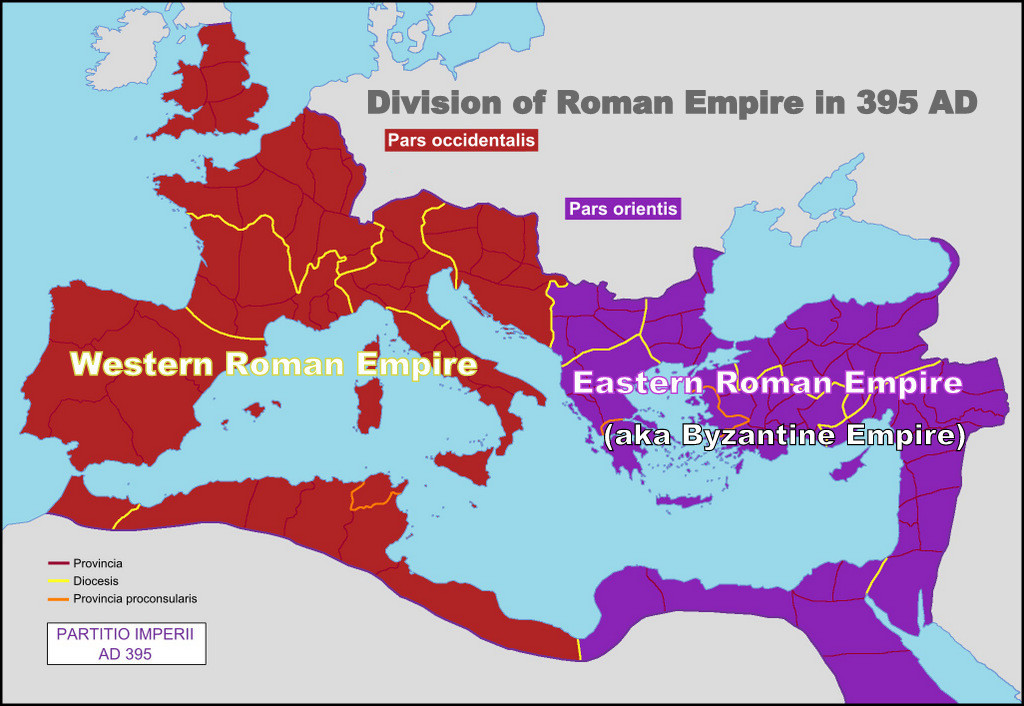 Division of Roman Empire in 395 AD
Pars occidentalis
Pars orientis
Western Roman Empire
Eastern Roman Empire
(aka Byzantine Empire)
Provincia
Diocesis
Provincia proconsularis
PARTITIO IMPERII
AD 395